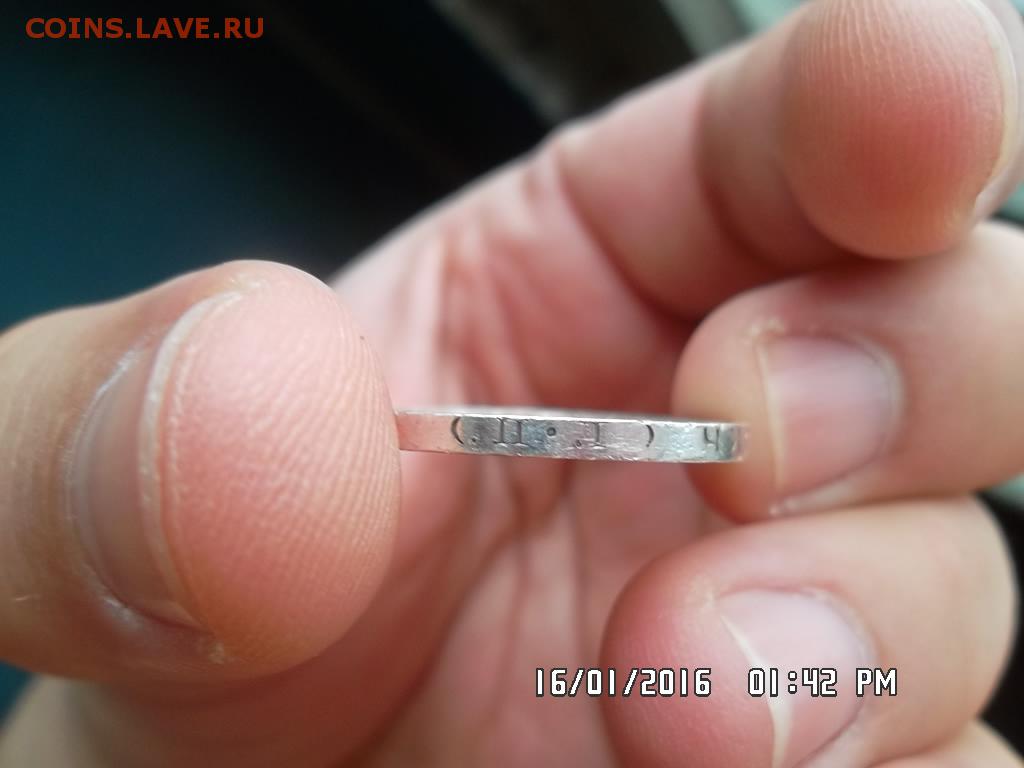 COINS.LAVE.RU
(.П•.I) Ч
16/01/2016 01:42 PM